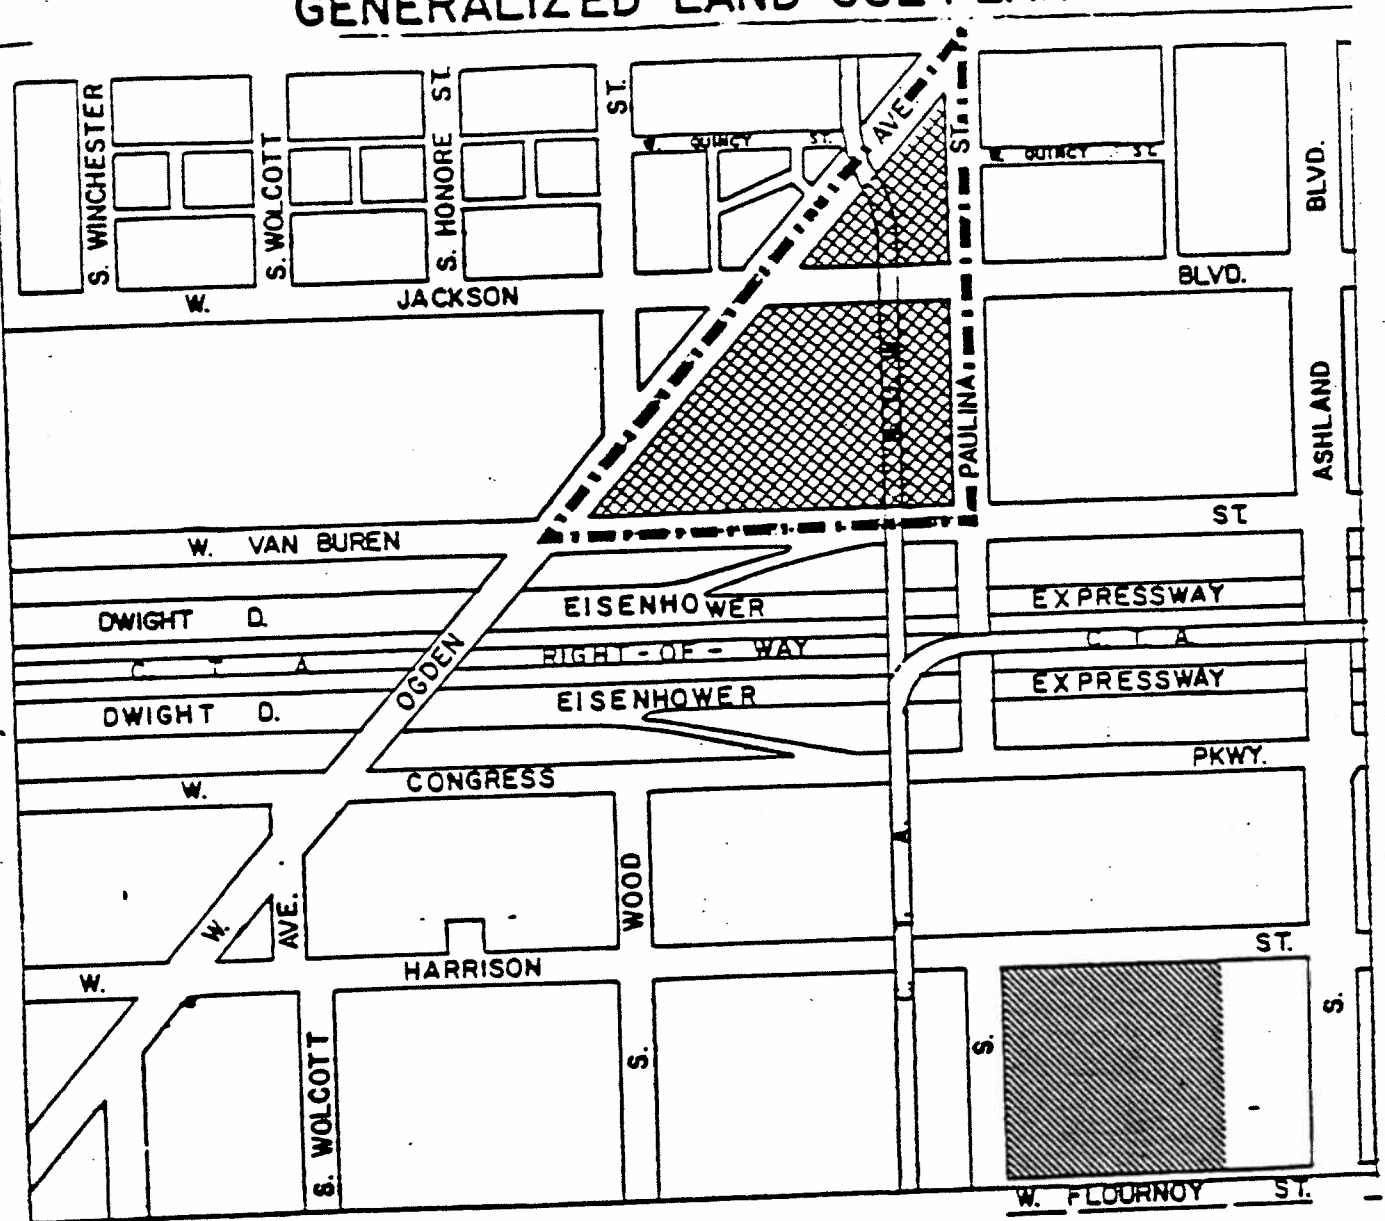 GENERALIZED LAND USE PLAN
S. WINCHESTER
S. WOLCOTT
S. HONORE ST.
ST.
W. QUINCY ST.
AVE.
ST.
W. QUINCY ST.
BLVD.
W. JACKSON BLVD.
PAULINA
ASHLAND
W. VAN BUREN ST.
DWIGHT D. EISENHOWER EXPRESSWAY
C. T. A. RIGHT-OF-WAY C. T. A.
OGDEN
DWIGHT D. EISENHOWER EXPRESSWAY
W. CONGRESS PKWY.
WOOD
A.
W.
AVE.
W. HARRISON ST.
S. WOLCOTT
S.
S.
S.
W. FLOURNOY ST.